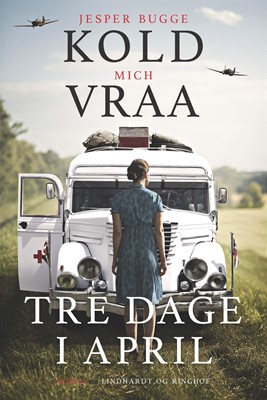 JESPER BUGGE
KOLD
MICH
VRAA
TRE DAGE
I APRIL
LINDHARDT OG RINGHOF